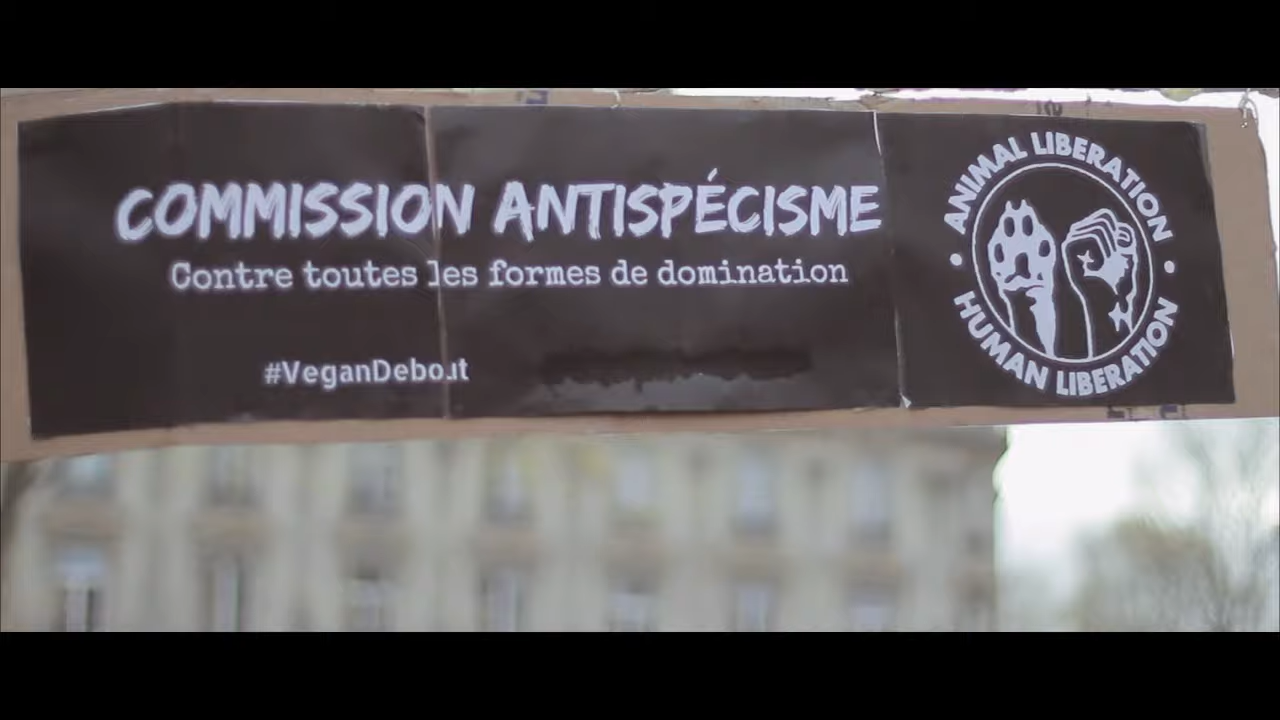 COMMISSION ANTISPÉCISME
Contre toutes les formes de domination
#VeganDebout
ANIMAL LIBERATION
HUMAN LIBERATION